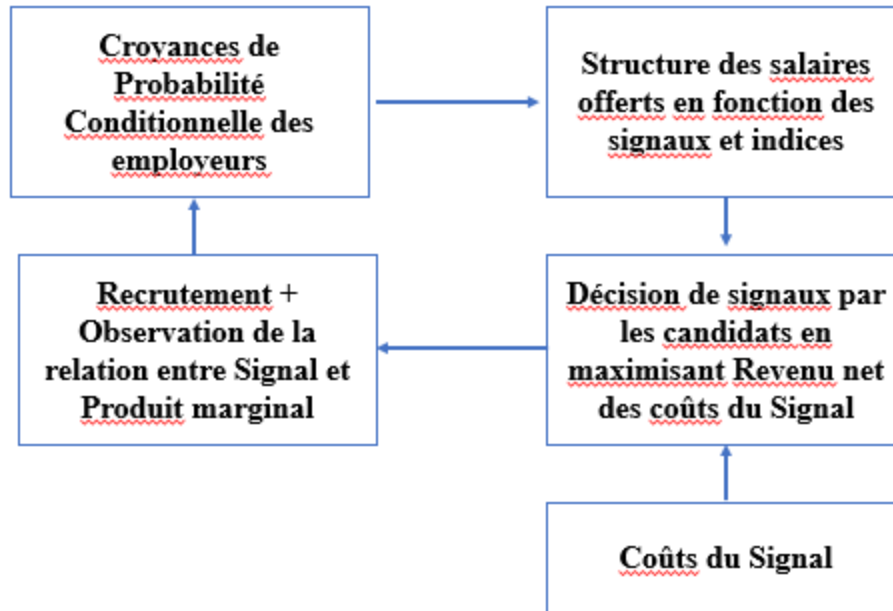 Croyances de
Probabilité
Conditionnelle des
employeurs
Structure des salaires
offerts en fonction des
signaux et indices
Recrutement +
Observation de la
relation entre Signal et
Produit marginal
Décision de signaux par
les candidats en
maximisant Revenu net
des coûts du Signal
Coûts du Signal